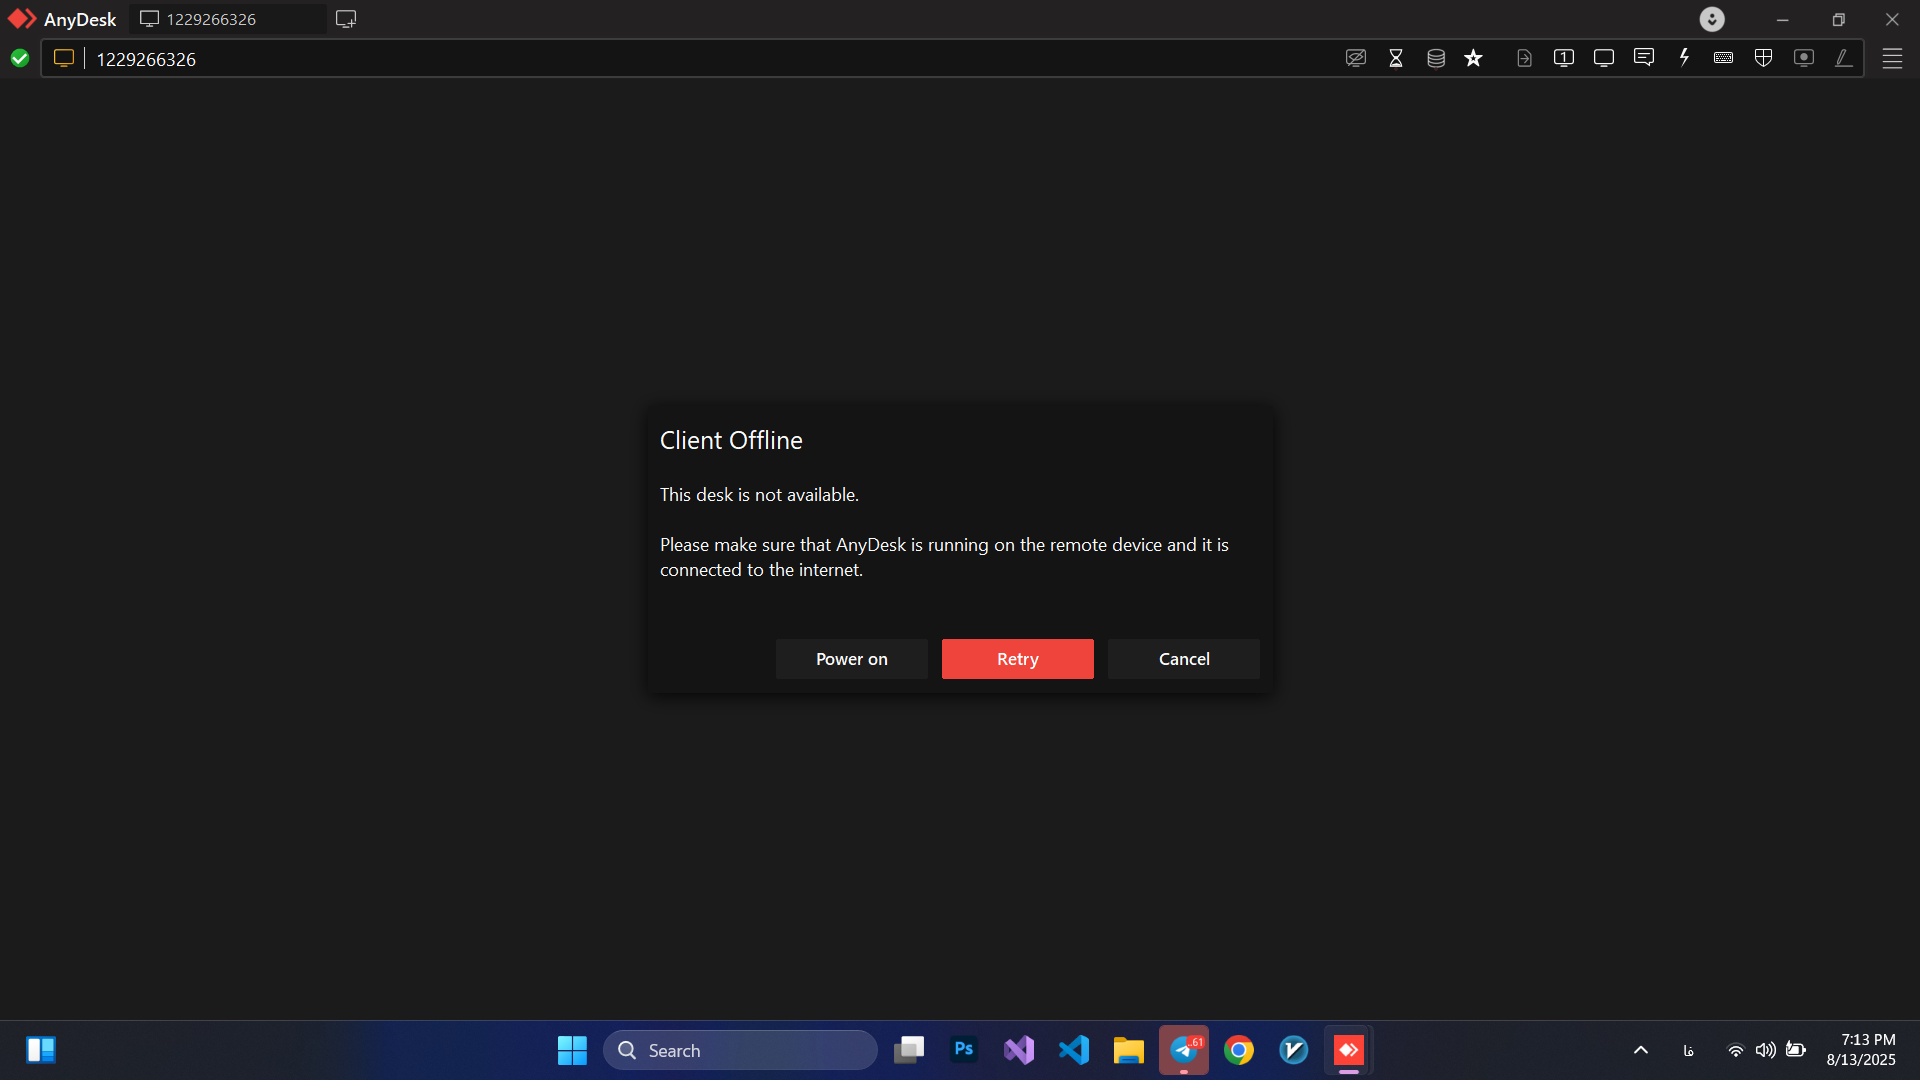 AnyDesk
1229266326
1229266326
1
Client Offline
This desk is not available.
Please make sure that AnyDesk is running on the remote device and it is
connected to the internet.
Power on
Retry
Cancel
Search
Ps
..61
فا
7:13 PM
8/13/2025